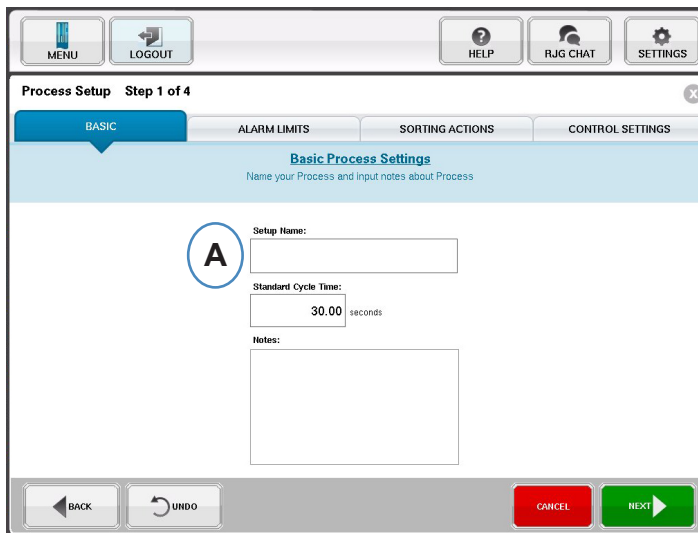 MENU LOGOUT HELP RJG CHAT SETTINGS
Process Setup Step 1 of 4
BASIC ALARM LIMITS SORTING ACTIONS CONTROL SETTINGS
Basic Process Settings
Name your Process and input notes about Process
Setup Name:
A
Standard Cycle Time:
30.00 seconds
Notes:
BACK UNDO CANCEL NEXT